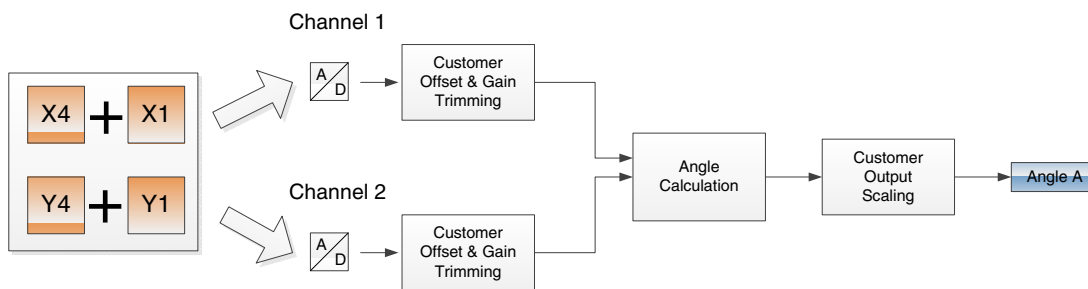 Channel 1
A
D
Customer
Offset & Gain
Trimming
X4 + X1
Y4 + Y1
Channel 2
A
D
Customer
Offset & Gain
Trimming
Angle
Calculation
Customer
Output
Scaling
Angle A